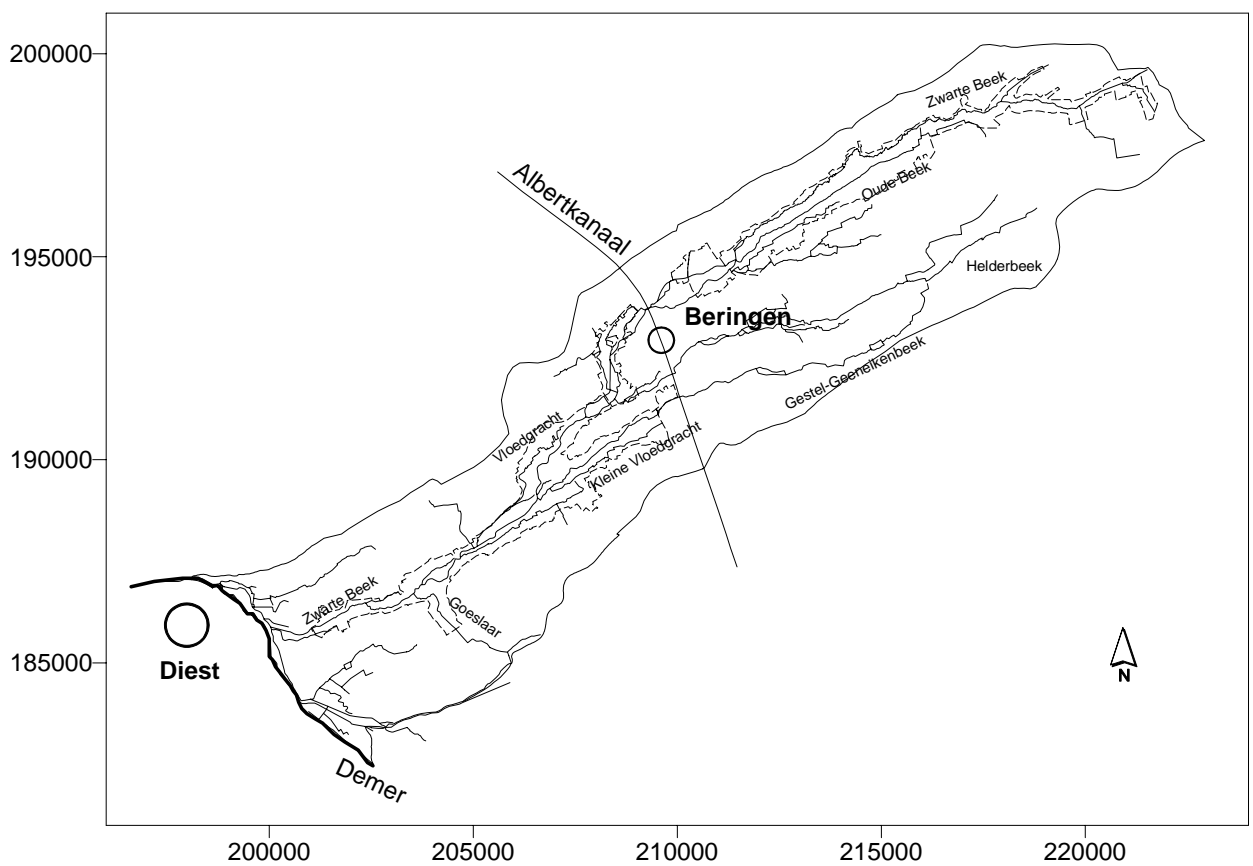 200000
195000
190000
185000
Zwarte Beek
Albertkanaal
Oude Beek
Helderbeek
Beringen
Gestel-Geenelkenbeek
Vloedgracht
Kleine Vloedgracht
Zwarte Beek
Goeslaar
Diest
Demer
N
200000
205000
210000
215000
220000